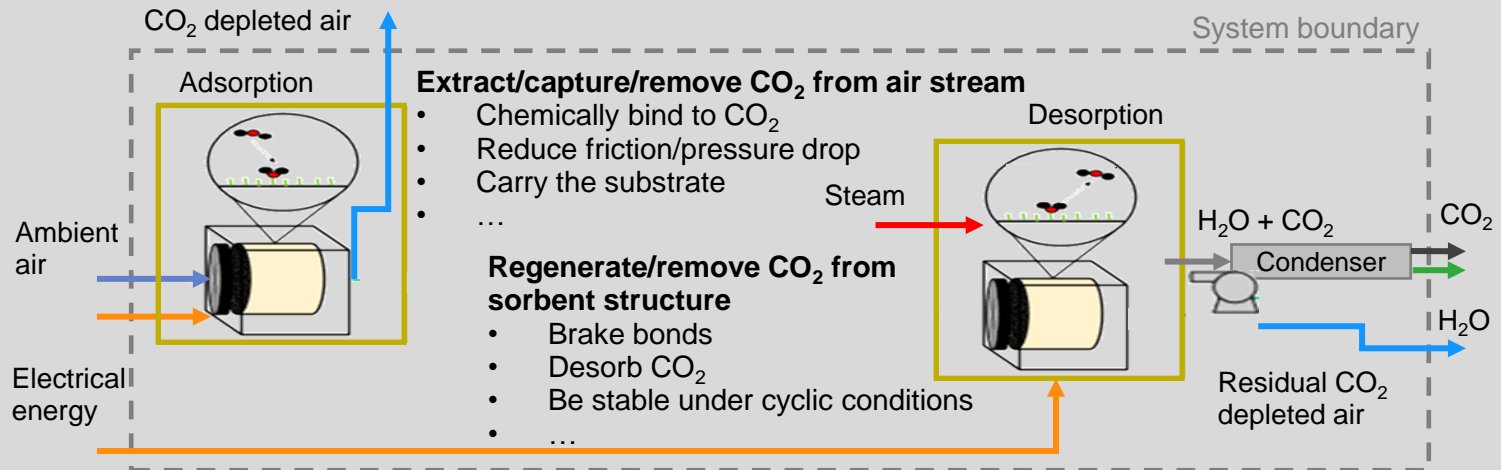 CO₂ depleted air
System boundary
Adsorption
Extract/capture/remove CO₂ from air stream
• Chemically bind to CO₂
• Reduce friction/pressure drop
• Carry the substrate
• …
Desorption
Steam
Ambient
air
H₂O + CO₂
CO₂
Condenser
Regenerate/remove CO₂ from
sorbent structure
• Brake bonds
• Desorb CO₂
• Be stable under cyclic conditions
• …
H₂O
Electrical
energy
Residual CO₂
depleted air